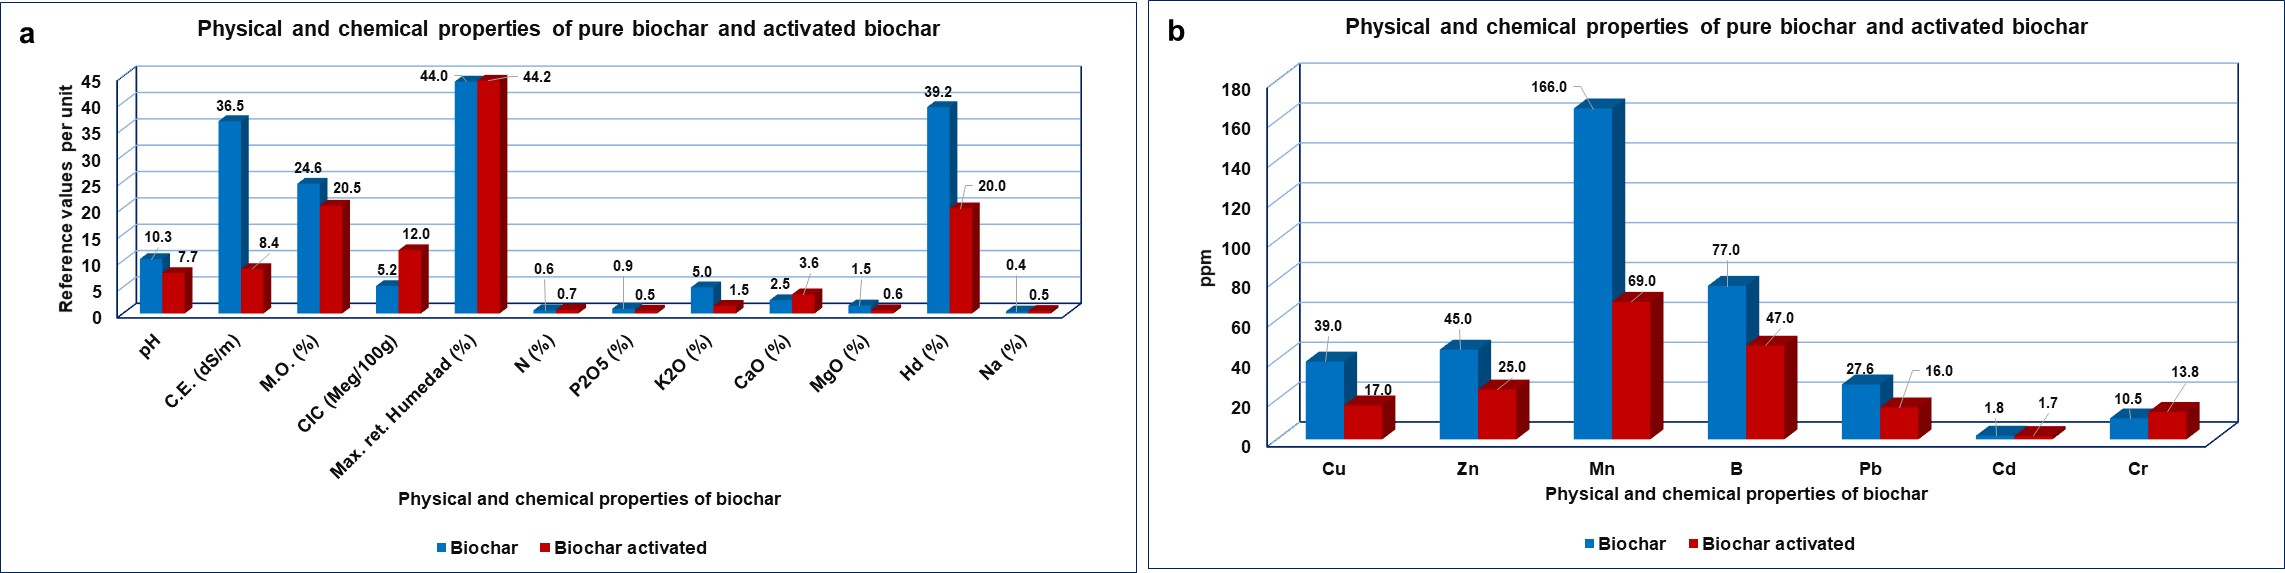 a
Physical and chemical properties of pure biochar and activated biochar
Reference values per unit
45
40
35
30
25
20
15
10
5
0
10.3
7.7
36.5
8.4
24.6
20.5
5.2
12.0
44.0
44.2
0.6
0.7
0.9
0.5
5.0
1.5
2.5
3.6
1.5
0.6
39.2
20.0
0.4
0.5
pH
C.E. (dS/m)
M.O. (%)
CIC (Meg/100g)
Max. ret. Humedad (%)
N (%)
P2O5 (%)
K2O (%)
CaO (%)
MgO (%)
Hd (%)
Na (%)
Physical and chemical properties of biochar
Biochar
Biochar activated
b
Physical and chemical properties of pure biochar and activated biochar
ppm
180
160
140
120
100
80
60
40
20
0
39.0
17.0
45.0
25.0
166.0
69.0
77.0
47.0
27.6
16.0
1.8
1.7
10.5
13.8
Cu
Zn
Mn
B
Pb
Cd
Cr
Physical and chemical properties of biochar
Biochar
Biochar activated